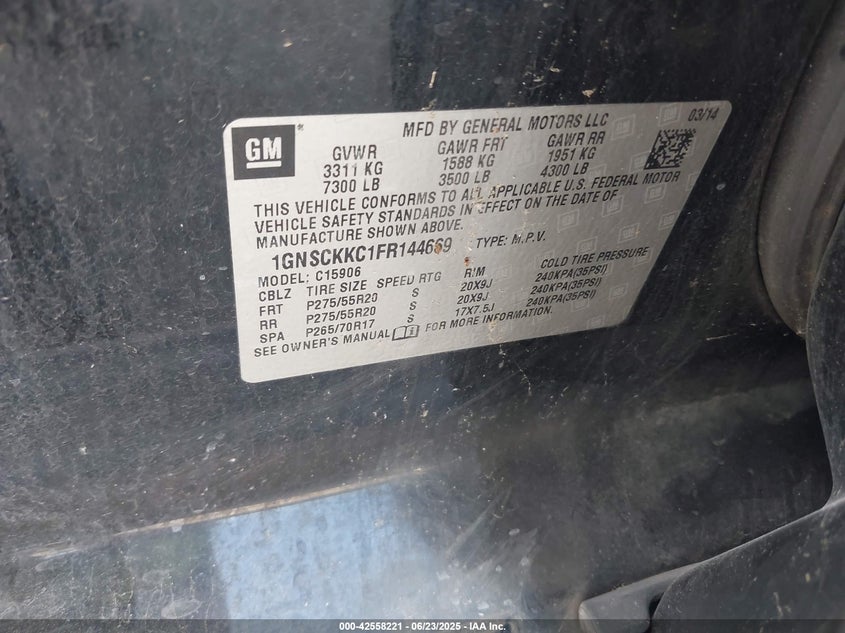 GM
MFD BY GENERAL MOTORS LLC
03/14
GVWR GAWR FRT GAWR RR
3311 KG 1588 KG 1951 KG
7300 LB 3500 LB 4300 LB
THIS VEHICLE CONFORMS TO ALL APPLICABLE U.S. FEDERAL MOTOR
VEHICLE SAFETY STANDARDS IN EFFECT ON THE DATE OF
MANUFACTURE SHOWN ABOVE.
1GNSCKKC1FR144669 TYPE: M.P.V.
MODEL: C15906
CBLZ TIRE SIZE SPEED RTG RIM COLD TIRE PRESSURE
FRT P275/55R20 S 20X9J 240KPA(35PSI)
RR P275/55R20 S 20X9J 240KPA(35PSI)
SPA P265/70R17 S 17X7.5J 240KPA(35PSI)
SEE OWNER'S MANUAL FOR MORE INFORMATION.
000-42558221 - 06/23/2025 - IAA Inc.